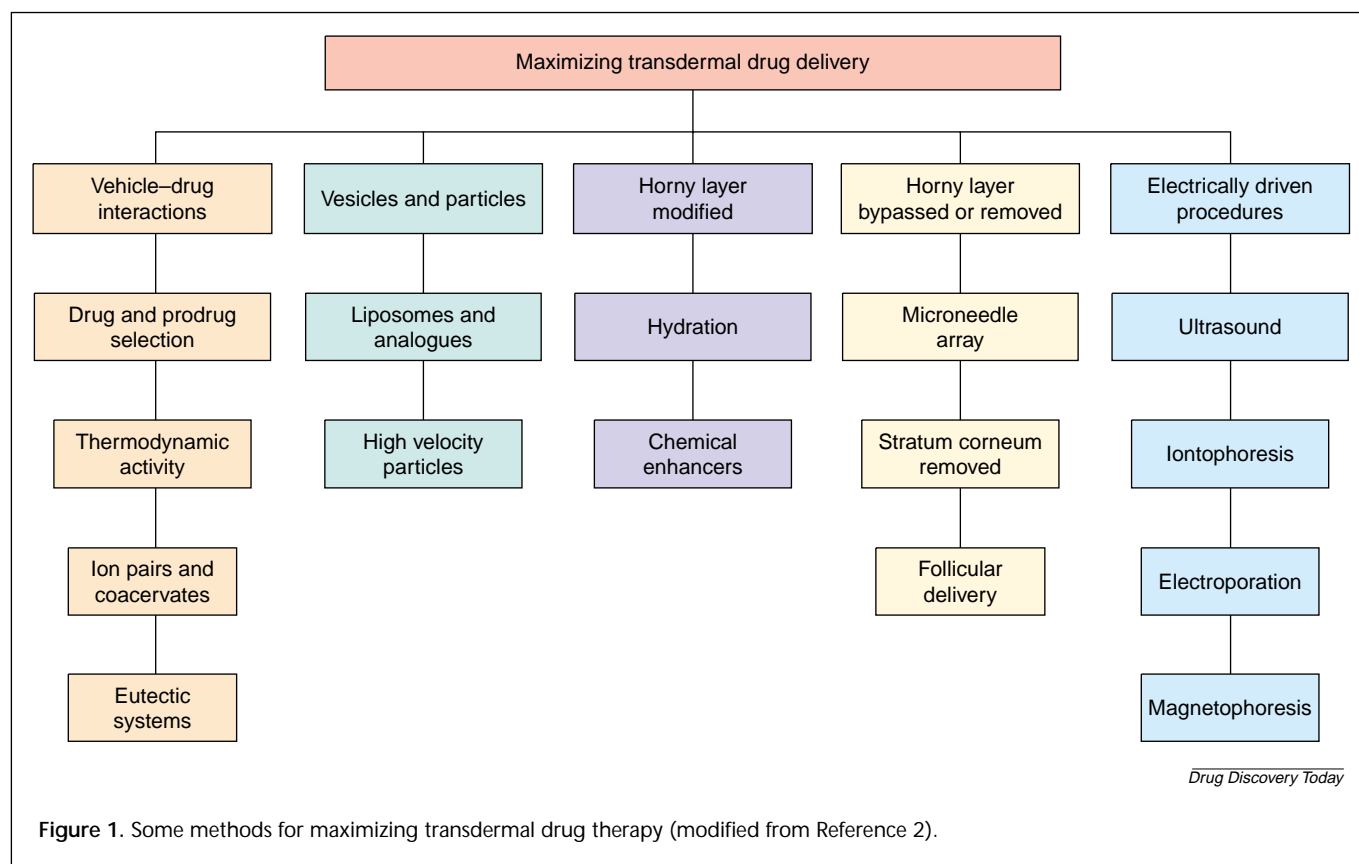 Maximizing transdermal drug delivery
Vehicle–drug
interactions
Drug and prodrug
selection
Thermodynamic
activity
Ion pairs and
coacervates
Eutectic
systems
Vesicles and particles
Liposomes and
analogues
High velocity
particles
Horny layer
modified
Hydration
Chemical
enhancers
Horny layer
bypassed or removed
Microneedle
array
Stratum corneum
removed
Follicular
delivery
Electrically driven
procedures
Ultrasound
Iontophoresis
Electroporation
Magnetophoresis
Drug Discovery Today
Figure 1. Some methods for maximizing transdermal drug therapy (modified from Reference 2).